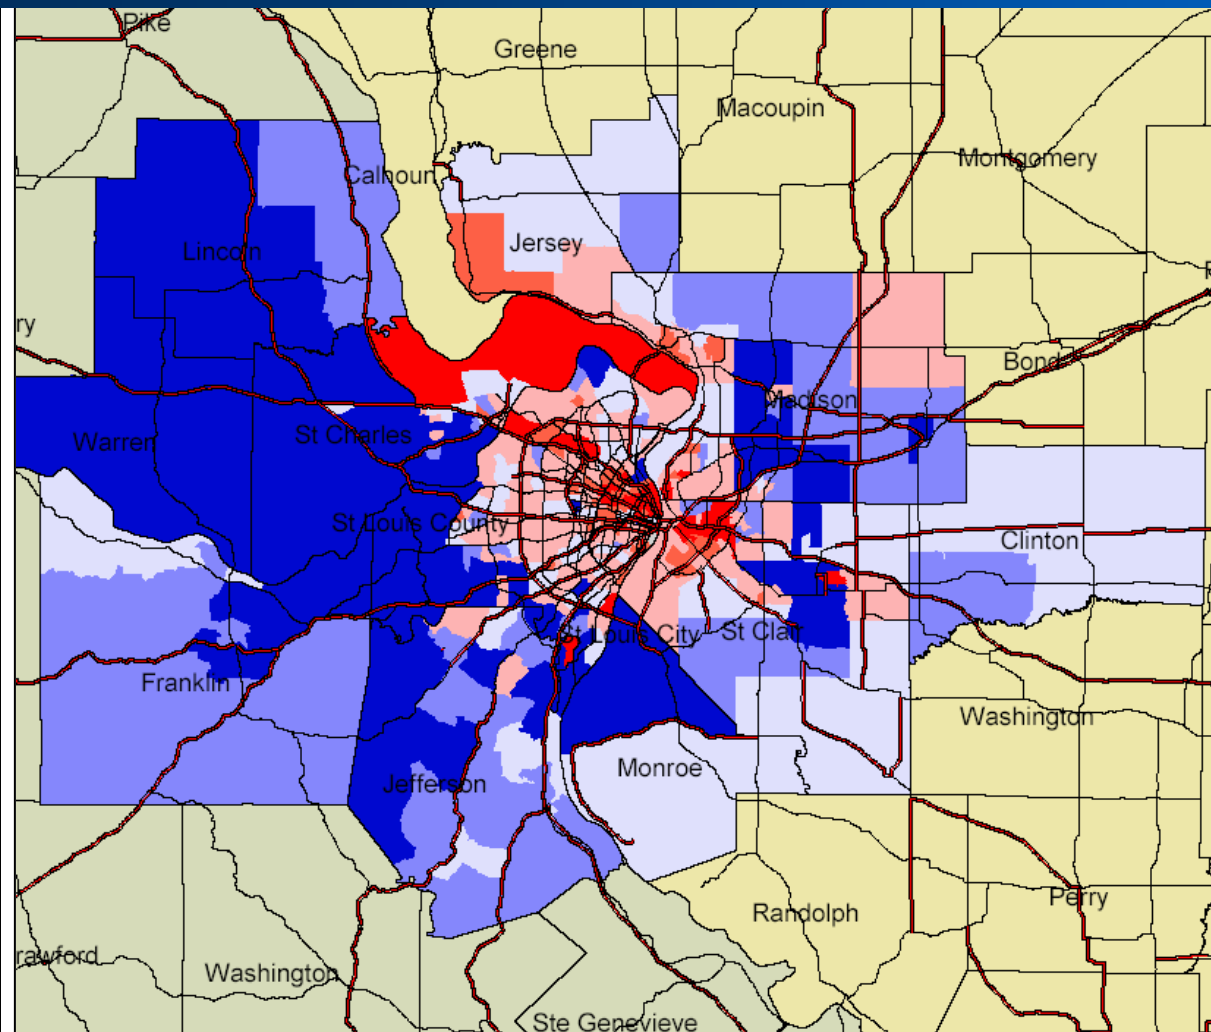 Pike
Greene
Macoupin
Montgomery
Calhoun
Jersey
Lincoln
ry
Bond
Madison
Warren
St Charles
St Louis County
Clinton
St Louis City
St Clair
Franklin
Washington
Monroe
Jefferson
Perry
Randolph
rawford
Washington
Ste Genevieve